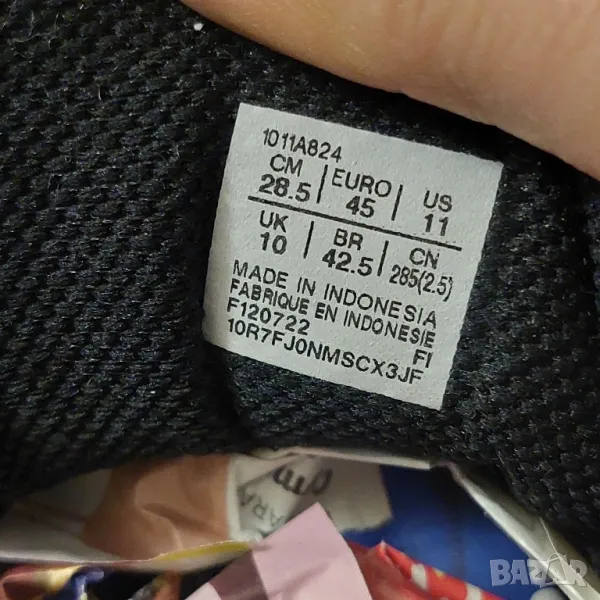 1011A824
CM EURO US
28.5 45 11
UK BR CN
10 42.5 285(2.5)
MADE IN INDONESIA
FABRIQUE EN INDONESIE
F120722 FI
10R7FJ0NMSCX3JF
ARA
BAZAR